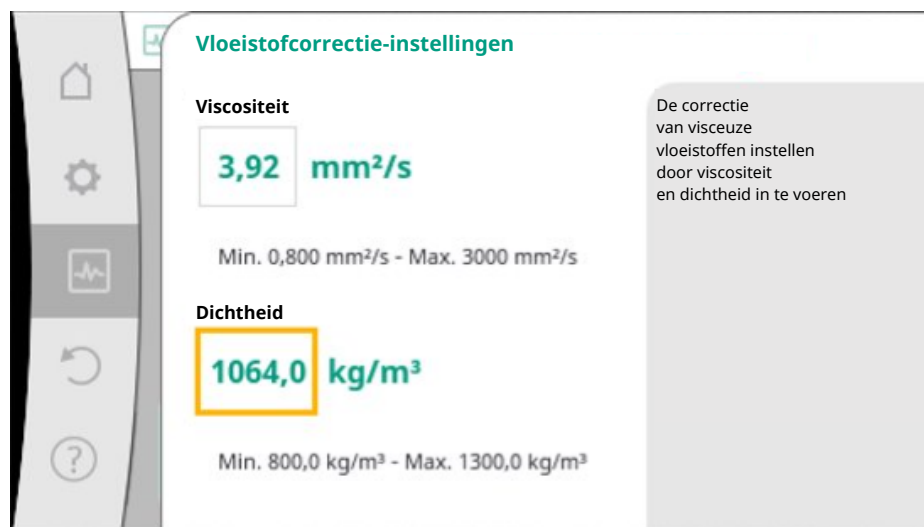 Vloeistofcorrectie-instellingen
Viscositeit
3,92 mm²/s
Min. 0,800 mm²/s - Max. 3000 mm²/s
Dichtheid
1064,0 kg/m³
Min. 800,0 kg/m³ - Max. 1300,0 kg/m³
De correctie
van visceuze
vloeistoffen instellen
door viscositeit
en dichtheid in te voeren
?